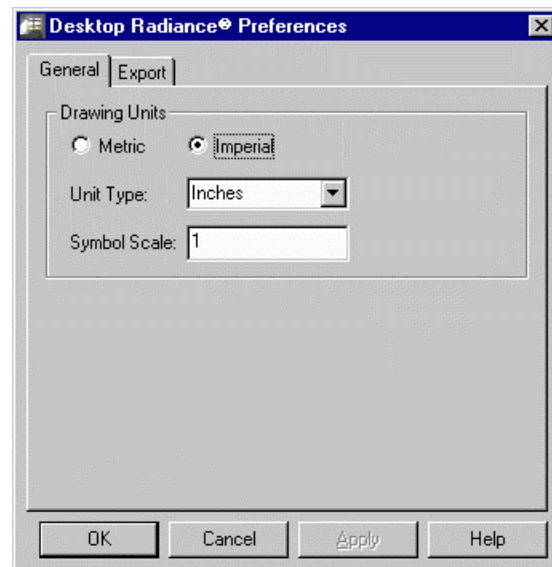 Desktop Radiance® Preferences
General Export
Drawing Units
Metric Imperial
Unit Type: Inches
Symbol Scale: 1
OK Cancel Apply Help